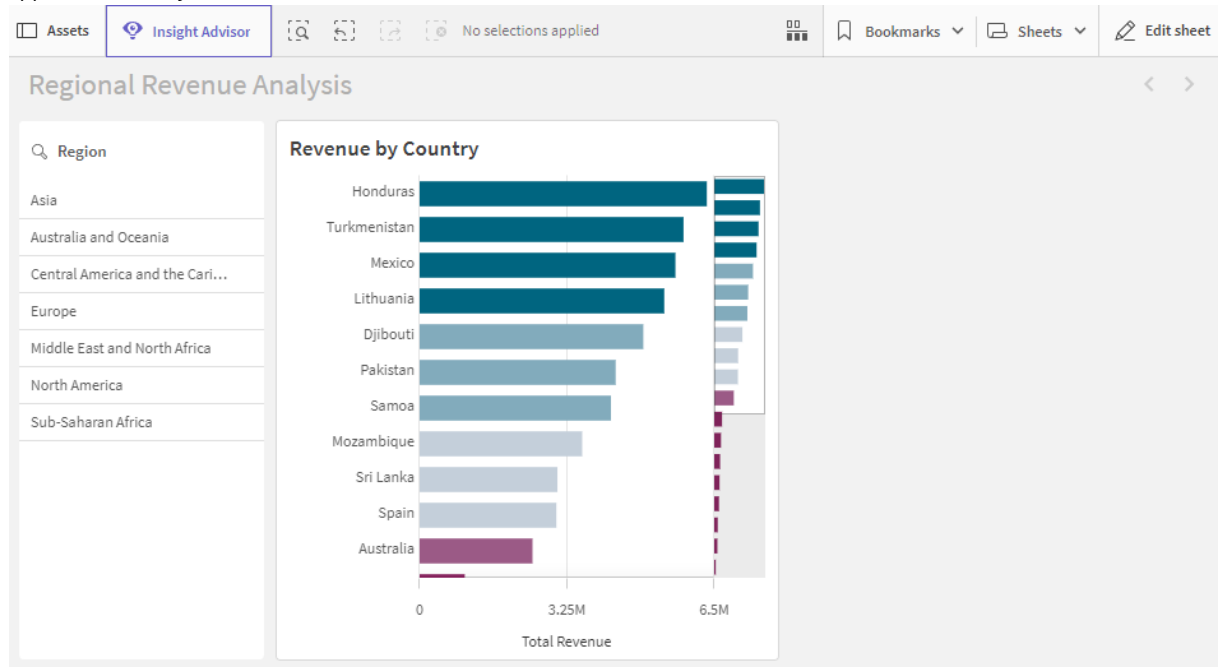 Assets
Insight Advisor
No selections applied
Bookmarks
Sheets
Edit sheet
Regional Revenue Analysis
Region
Asia
Australia and Oceania
Central America and the Cari...
Europe
Middle East and North Africa
North America
Sub-Saharan Africa
Revenue by Country
Honduras
Turkmenistan
Mexico
Lithuania
Djibouti
Pakistan
Samoa
Mozambique
Sri Lanka
Spain
Australia
0 3.25M 6.5M
Total Revenue